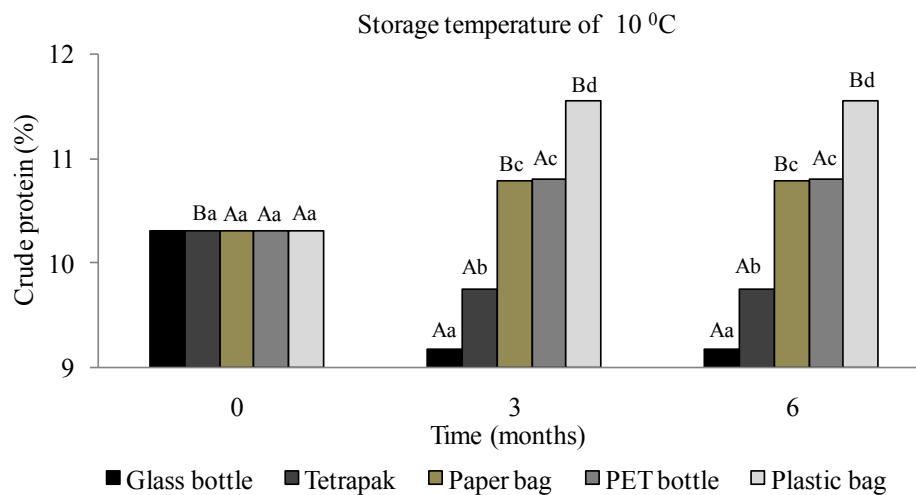 Storage temperature of 10 ⁰C
Crude protein (%)
12
11
10
9
Ba Aa Aa Aa
Aa Ab Bc Ac Bd
Aa Ab Bc Ac Bd
0 3 6
Time (months)
Glass bottle Tetrapak Paper bag PET bottle Plastic bag